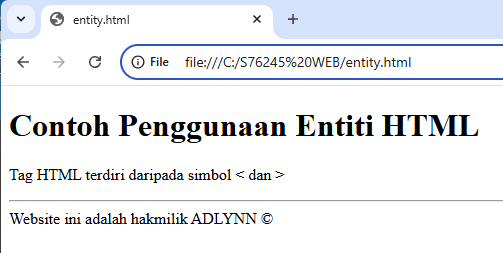 entity.html
File file:///C:/S76245%20WEB/entity.html
Contoh Penggunaan Entiti HTML
Tag HTML terdiri daripada simbol < dan >
Website ini adalah hakmilik ADLYNN ©